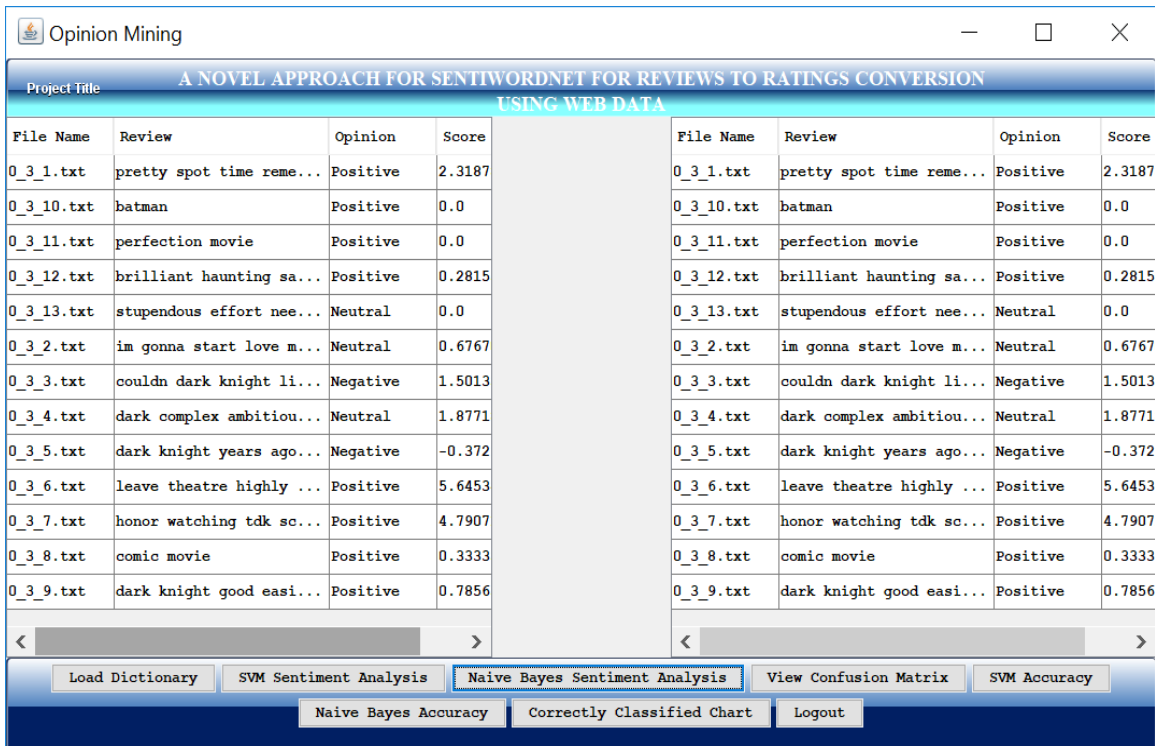 Opinion Mining
Project Title
A NOVEL APPROACH FOR SENTIWORDNET FOR REVIEWS TO RATINGS CONVERSION
USING WEB DATA
File Name Review Opinion Score
0_3_1.txt pretty spot time reme... Positive 2.3187
0_3_10.txt batman Positive 0.0
0_3_11.txt perfection movie Positive 0.0
0_3_12.txt brilliant haunting sa... Positive 0.2815
0_3_13.txt stupendous effort nee... Neutral 0.0
0_3_2.txt im gonna start love m... Neutral 0.6767
0_3_3.txt couldn dark knight li... Negative 1.5013
0_3_4.txt dark complex ambitiou... Neutral 1.8771
0_3_5.txt dark knight years ago... Negative -0.372
0_3_6.txt leave theatre highly ... Positive 5.6453
0_3_7.txt honor watching tdk sc... Positive 4.7907
0_3_8.txt comic movie Positive 0.3333
0_3_9.txt dark knight good easi... Positive 0.7856
File Name Review Opinion Score
0_3_1.txt pretty spot time reme... Positive 2.3187
0_3_10.txt batman Positive 0.0
0_3_11.txt perfection movie Positive 0.0
0_3_12.txt brilliant haunting sa... Positive 0.2815
0_3_13.txt stupendous effort nee... Neutral 0.0
0_3_2.txt im gonna start love m... Neutral 0.6767
0_3_3.txt couldn dark knight li... Negative 1.5013
0_3_4.txt dark complex ambitiou... Neutral 1.8771
0_3_5.txt dark knight years ago... Negative -0.372
0_3_6.txt leave theatre highly ... Positive 5.6453
0_3_7.txt honor watching tdk sc... Positive 4.7907
0_3_8.txt comic movie Positive 0.3333
0_3_9.txt dark knight good easi... Positive 0.7856
Load Dictionary SVM Sentiment Analysis Naive Bayes Sentiment Analysis View Confusion Matrix SVM Accuracy
Naive Bayes Accuracy Correctly Classified Chart Logout